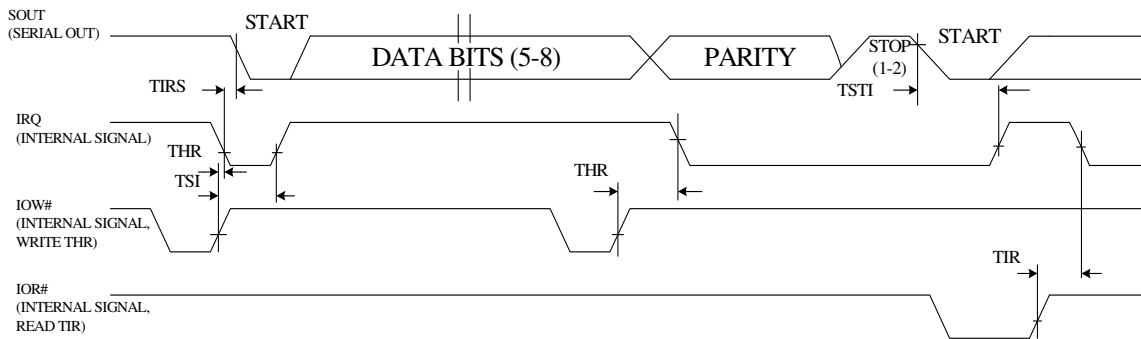 SOUT
(SERIAL OUT)
START
DATA BITS (5-8)
PARITY
STOP
(1-2)
START
TIRS
TSTI
IRQ
(INTERNAL SIGNAL)
THR
TSI
THR
IOW#
(INTERNAL SIGNAL,
WRITE THR)
TIR
IOR#
(INTERNAL SIGNAL,
READ TIR)